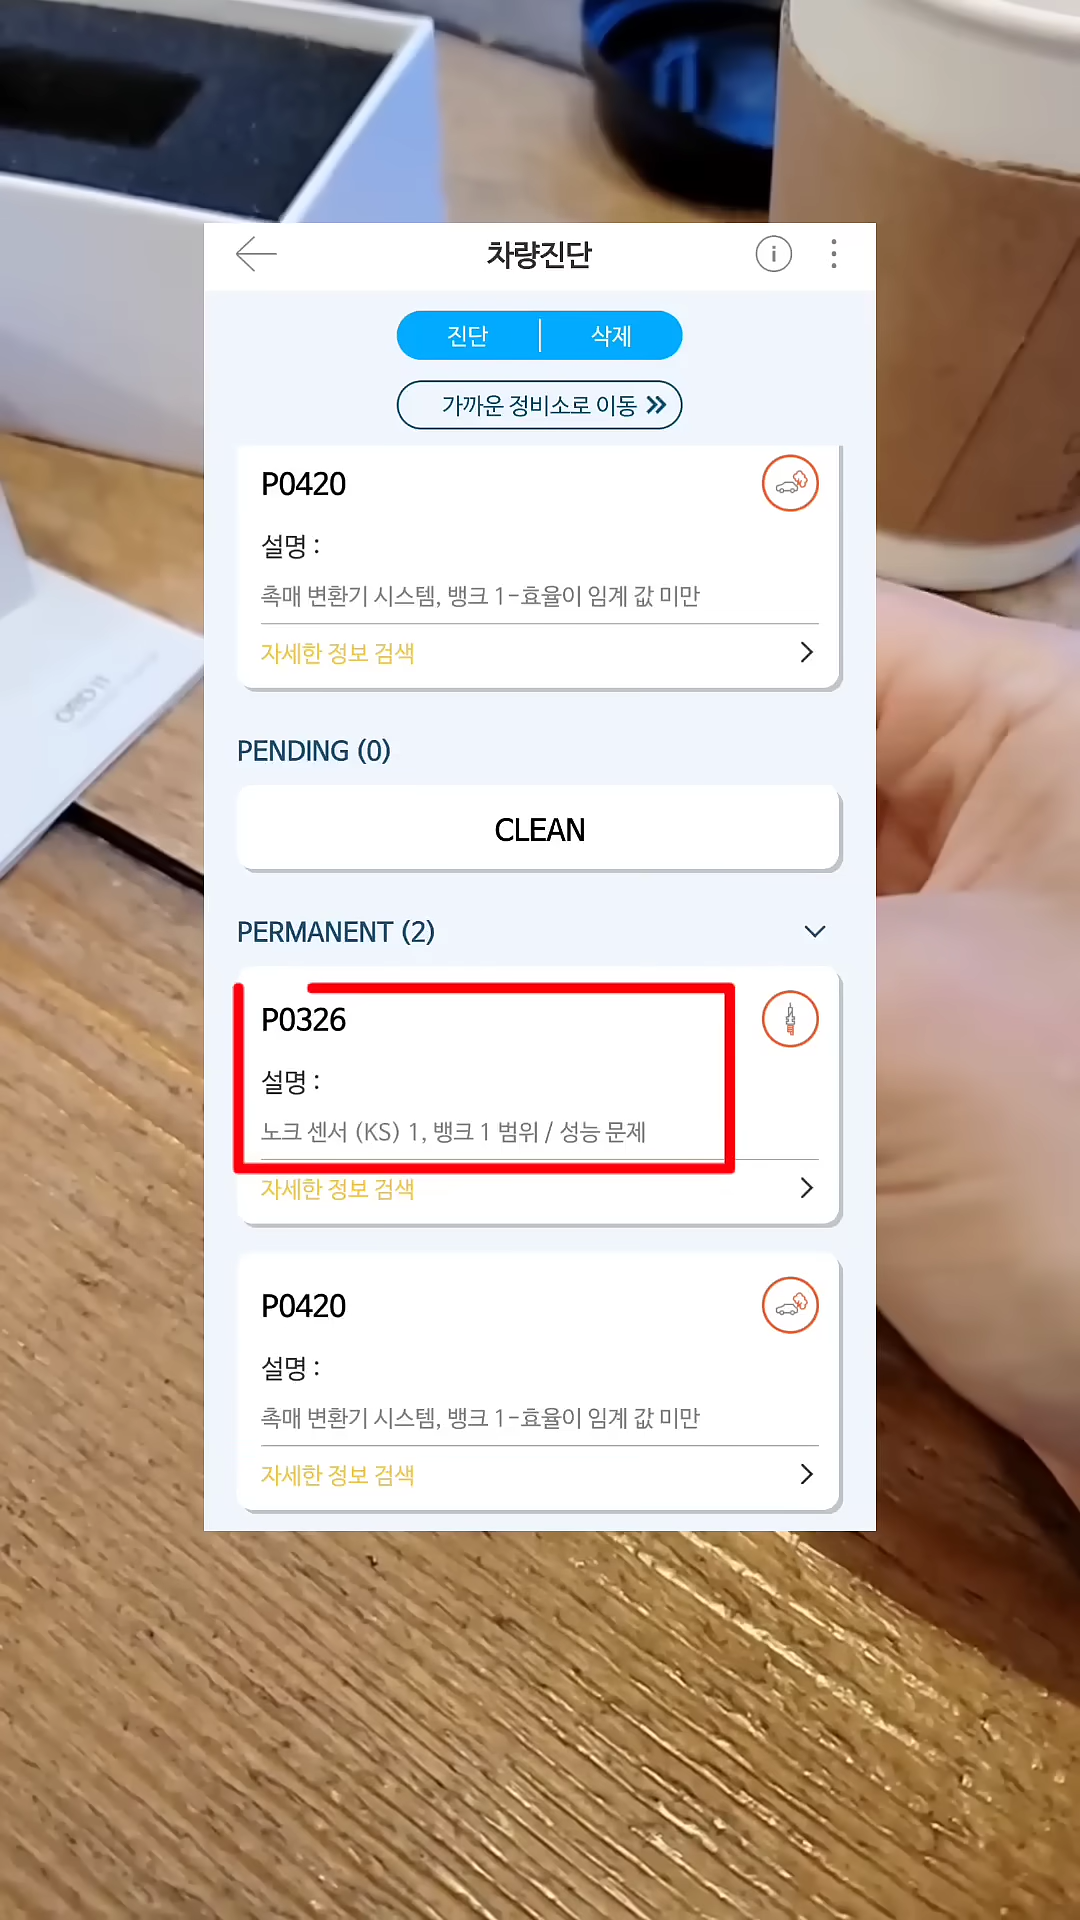 차량진단
진단
삭제
가까운 정비소로 이동
P0420
설명 :
촉매 변환기 시스템, 뱅크 1-효율이 임계 값 미만
자세한 정보 검색
PENDING (0)
CLEAN
PERMANENT (2)
P0326
설명 :
노크 센서 (KS) 1, 뱅크 1 범위 / 성능 문제
자세한 정보 검색
P0420
설명 :
촉매 변환기 시스템, 뱅크 1-효율이 임계 값 미만
자세한 정보 검색